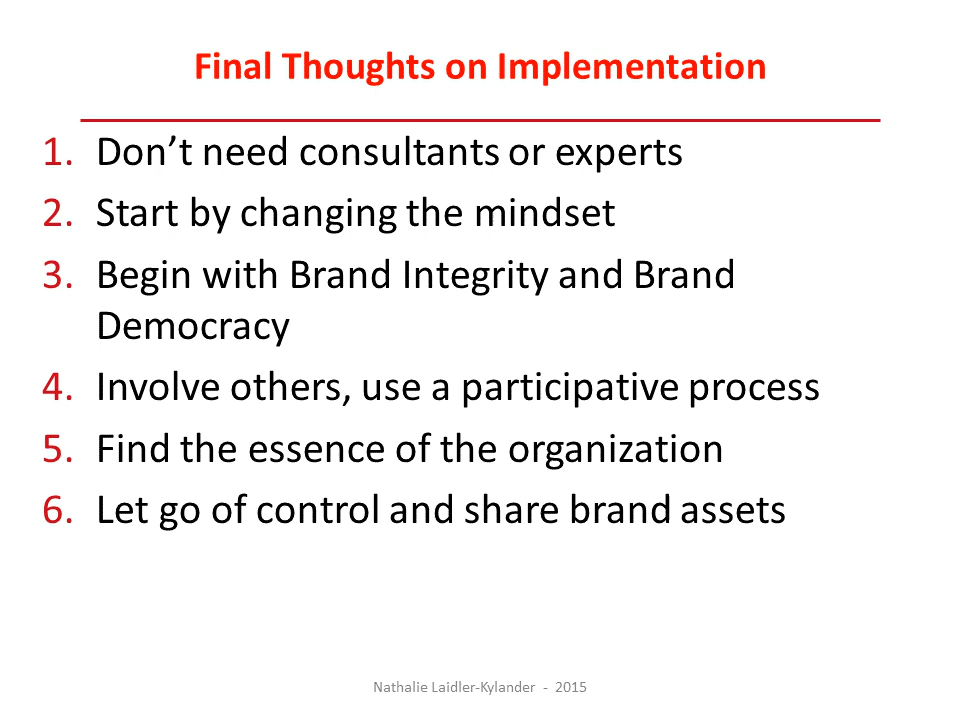 Final Thoughts on Implementation
1. Don’t need consultants or experts
2. Start by changing the mindset
3. Begin with Brand Integrity and Brand
Democracy
4. Involve others, use a participative process
5. Find the essence of the organization
6. Let go of control and share brand assets
Nathalie Laidler-Kylander - 2015